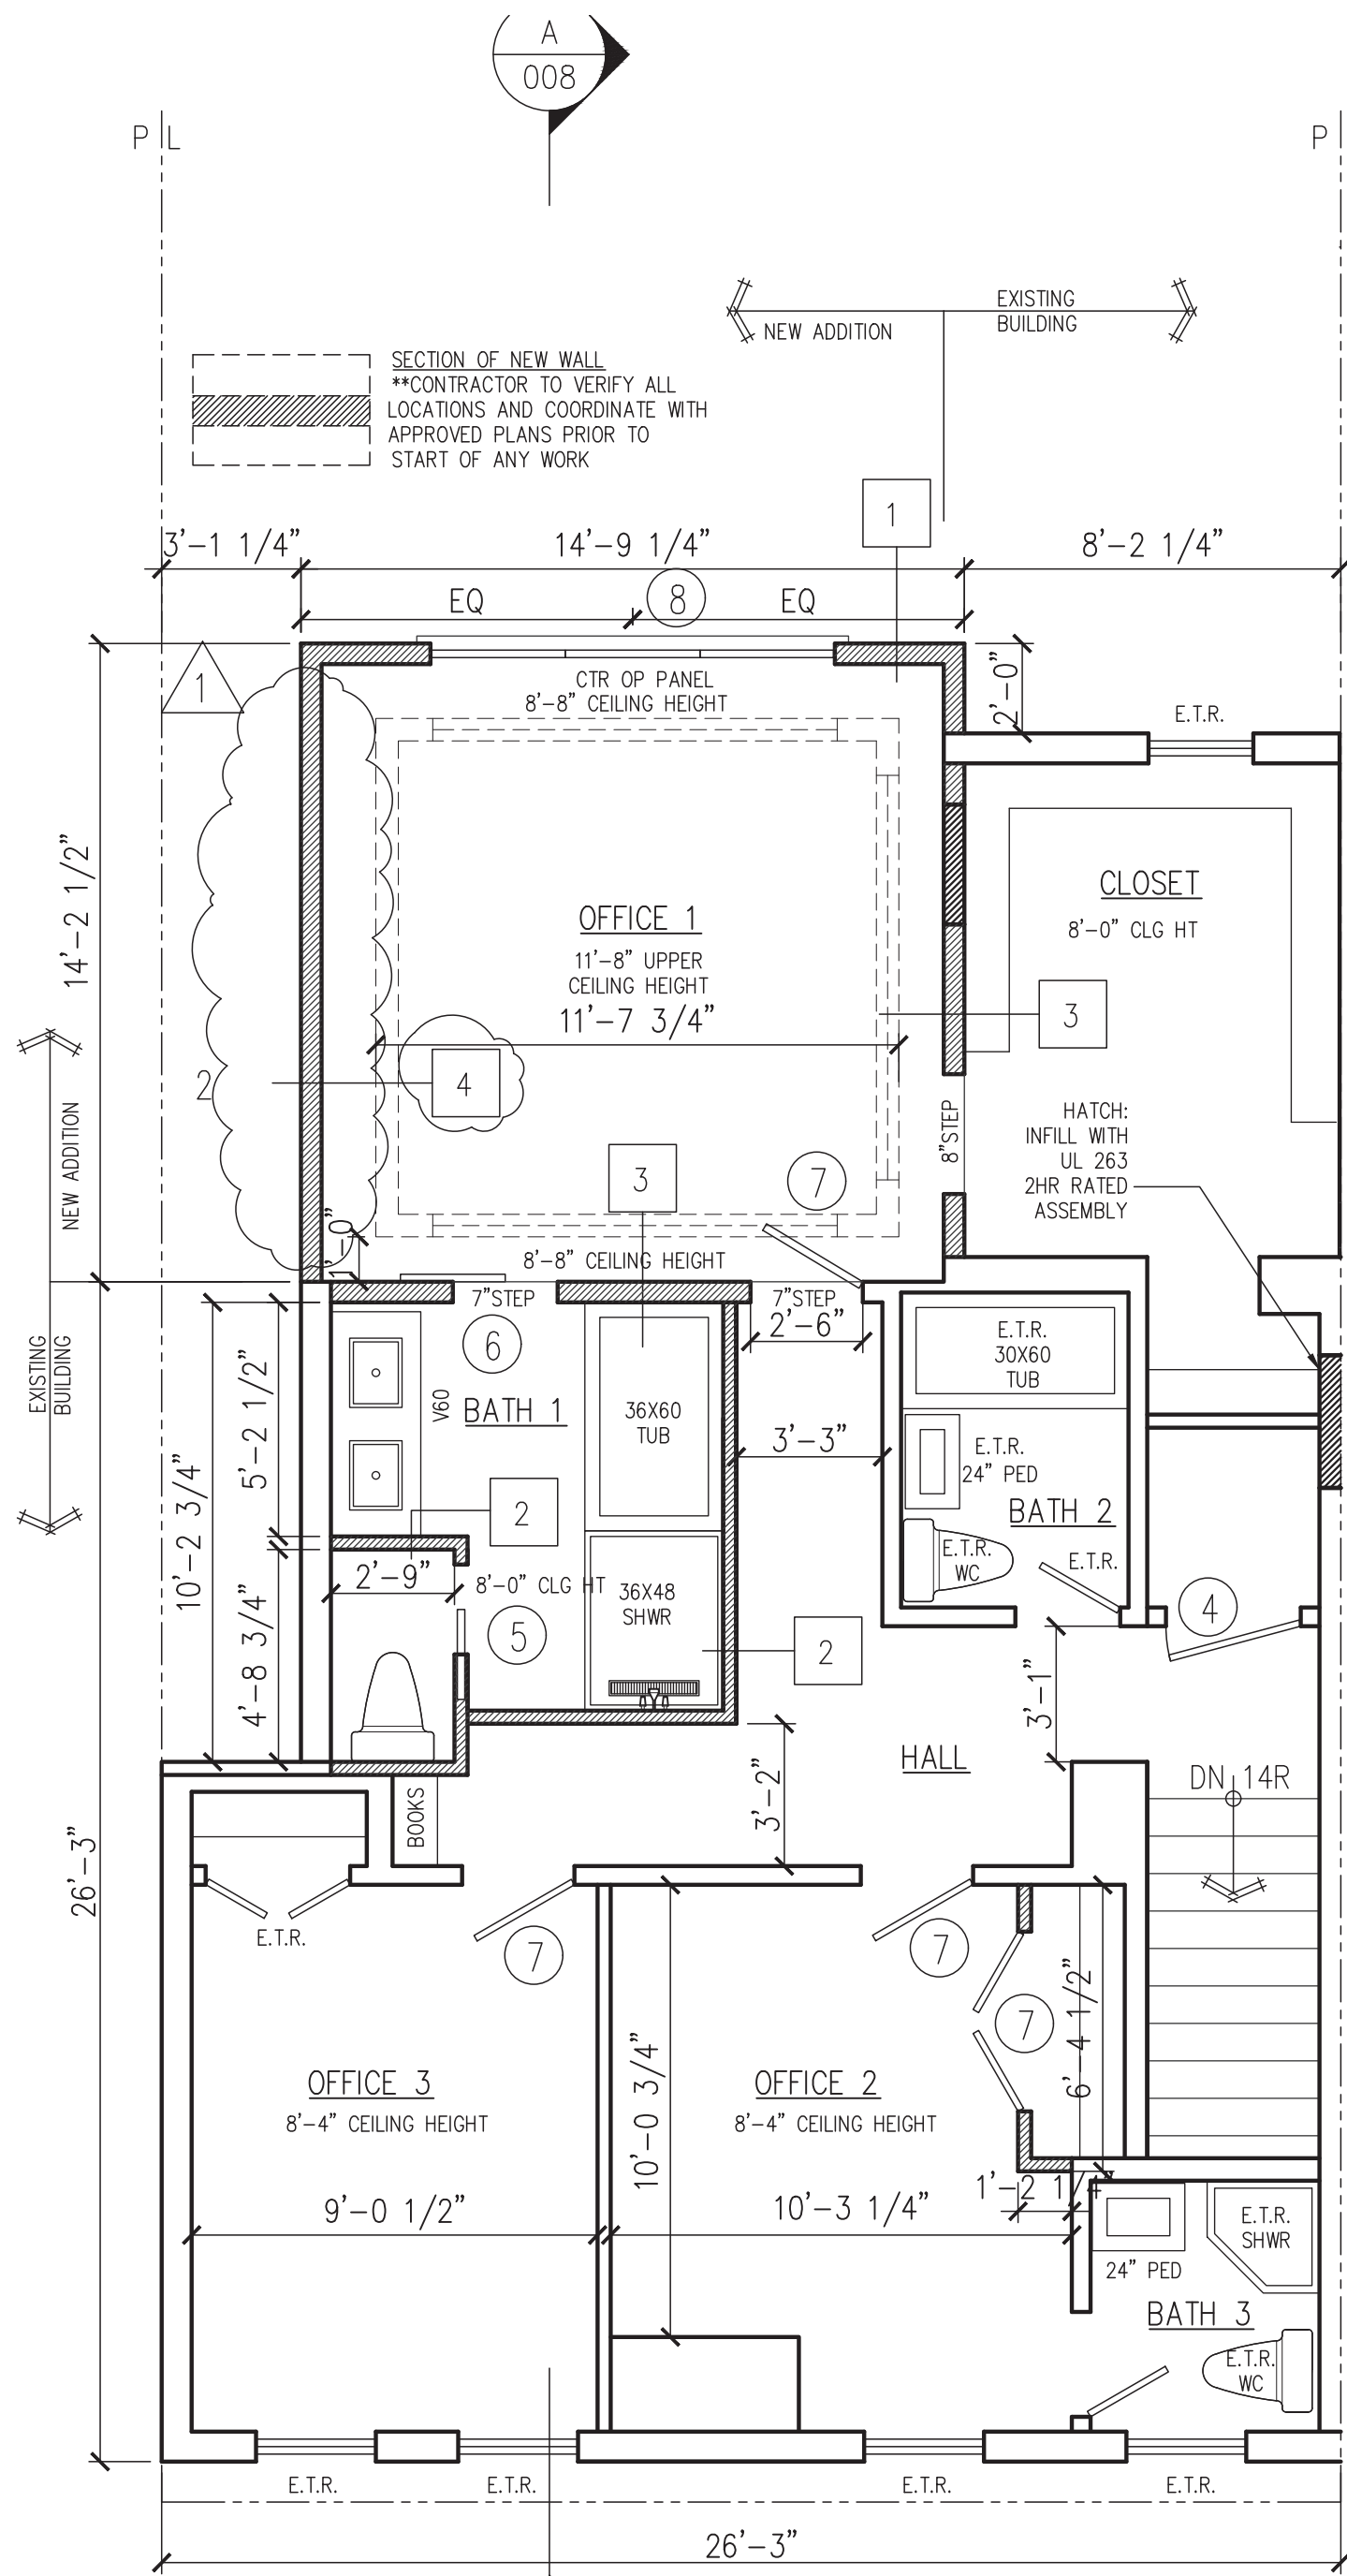 A
008
P L
P
EXISTING
BUILDING
NEW ADDITION
SECTION OF NEW WALL
**CONTRACTOR TO VERIFY ALL
LOCATIONS AND COORDINATE WITH
APPROVED PLANS PRIOR TO
START OF ANY WORK
1
3'-1 1/4"
14'-9 1/4"
8'-2 1/4"
EQ
8
EQ
1
CTR OP PANEL
8'-8" CEILING HEIGHT
2'-0"
E.T.R.
14'-2 1/2"
CLOSET
8'-0" CLG HT
OFFICE 1
11'-8" UPPER
CEILING HEIGHT
11'-7 3/4"
3
4
2
NEW ADDITION
8"STEP
HATCH:
INFILL WITH
UL 263
2HR RATED
ASSEMBLY
3
7
1'-0"
8'-8" CEILING HEIGHT
7"STEP
7"STEP
2'-6"
EXISTING
BUILDING
6
E.T.R.
30X60
TUB
5'-2 1/2"
V60
BATH 1
36X60
TUB
3'-3"
E.T.R.
24" PED
10'-2 3/4"
2
BATH 2
E.T.R.
WC
E.T.R.
2'-9"
8'-0" CLG HT
36X48
SHWR
4
5
2
4'-8 3/4"
3'-1"
HALL
DN 14R
3'-2"
BOOKS
26'-3"
E.T.R.
7
7
7
6'-4 1/2"
OFFICE 3
8'-4" CEILING HEIGHT
OFFICE 2
8'-4" CEILING HEIGHT
10'-0 3/4"
1'-2 1/4"
9'-0 1/2"
10'-3 1/4"
E.T.R.
SHWR
24" PED
BATH 3
E.T.R.
WC
E.T.R.
E.T.R.
E.T.R.
E.T.R.
26'-3"